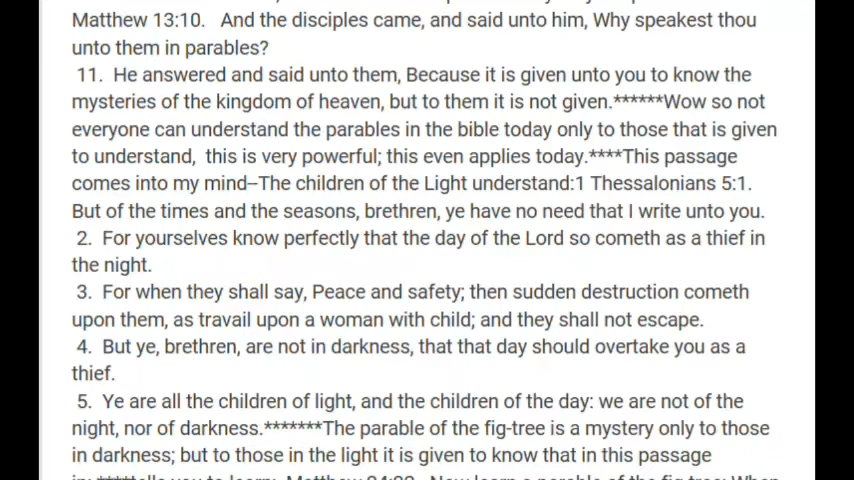 Matthew 13:10.   And the disciples came, and said unto him, Why speakest thou
unto them in parables?
11.  He answered and said unto them, Because it is given unto you to know the
mysteries of the kingdom of heaven, but to them it is not given.******Wow so not
everyone can understand the parables in the bible today only to those that is given
to understand,  this is very powerful; this even applies today.****This passage
comes into my mind–The children of the Light understand:1 Thessalonians 5:1.
But of the times and the seasons, brethren, ye have no need that I write unto you.
2.  For yourselves know perfectly that the day of the Lord so cometh as a thief in
the night.
3.  For when they shall say, Peace and safety; then sudden destruction cometh
upon them, as travail upon a woman with child; and they shall not escape.
4.  But ye, brethren, are not in darkness, that that day should overtake you as a
thief.
5.  Ye are all the children of light, and the children of the day: we are not of the
night, nor of darkness.*******The parable of the fig-tree is a mystery only to those
in darkness; but to those in the light it is given to know that in this passage